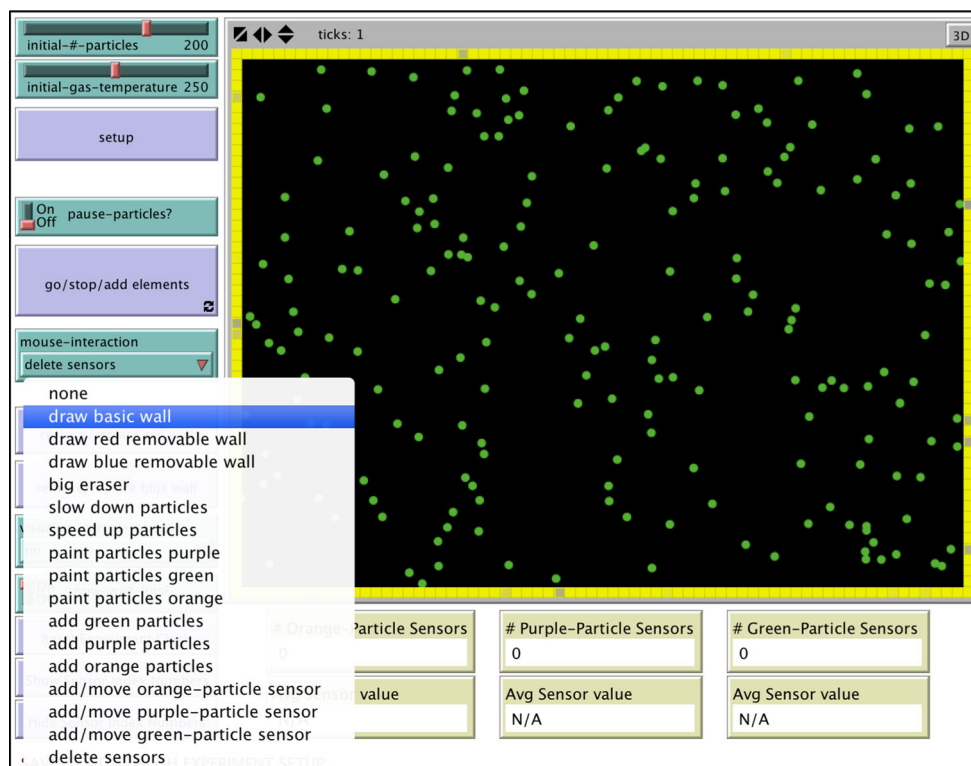 initial-#-particles 200
initial-gas-temperature 250
setup
On
Off
pause-particles?
go/stop/add elements
mouse-interaction
delete sensors
none
draw basic wall
draw red removable wall
draw blue removable wall
big eraser
slow down particles
speed up particles
paint particles purple
paint particles green
paint particles orange
add green particles
add purple particles
add orange particles
add/move orange-particle sensor
add/move purple-particle sensor
add/move green-particle sensor
delete sensors
ticks: 1
3D
# Orange-Particle Sensors
0
# Purple-Particle Sensors
0
# Green-Particle Sensors
0
Sensor value
Avg Sensor value
N/A
Avg Sensor value
N/A
EXPERIMENT SETUP: